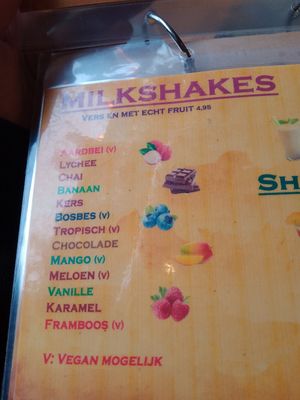 MILKSHAKES
VERS EN MET ECHT FRUIT 4.95
AARDBEI (V)
LYCHEE
CHAI
BANAAN
KERS
BOSBES (V)
TROPISCH (V)
CHOCOLADE
MANGO (V)
MELOEN (V)
VANILLE
KARAMEL
FRAMBOOS (V)
V: VEGAN MOGELIJK
SH